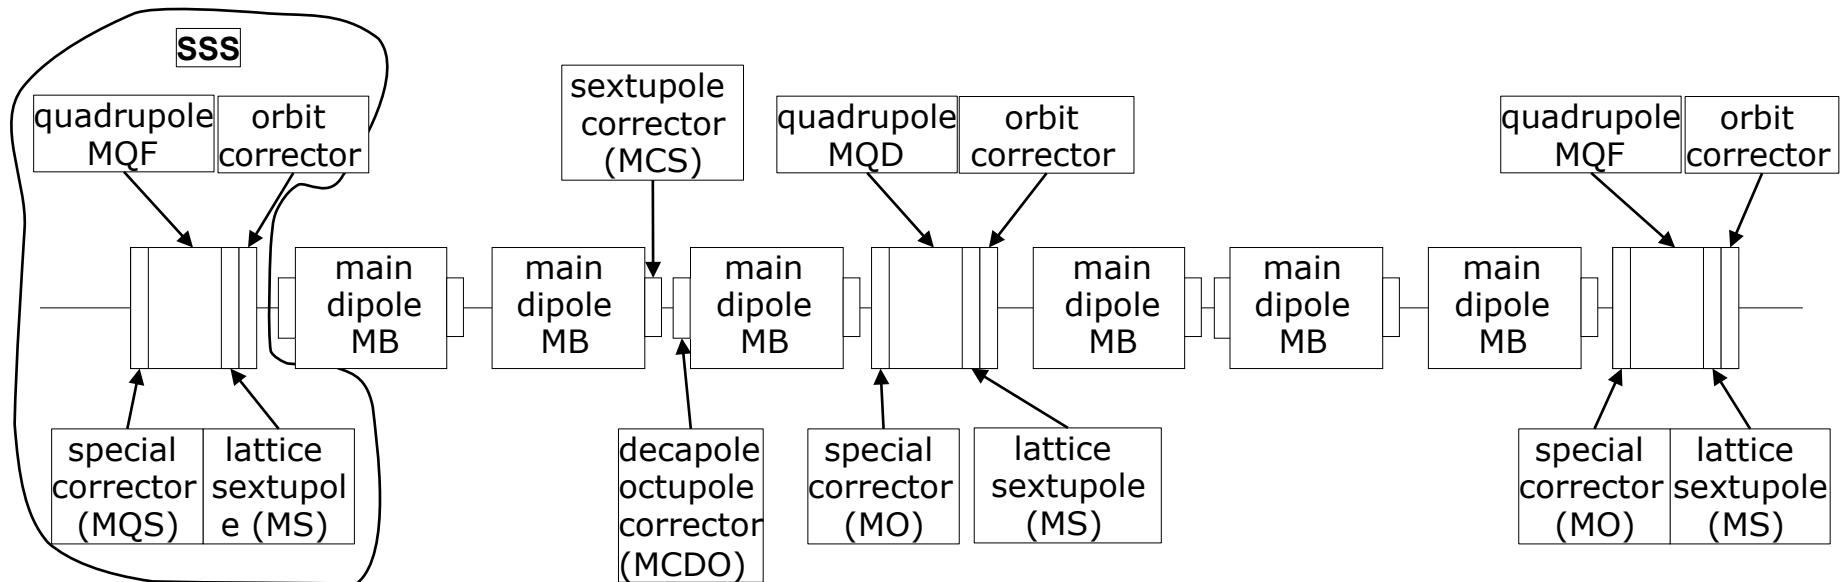 SSS
quadrupole
MQF
orbit
corrector
sextupole
corrector
(MCS)
quadrupole
MQD
orbit
corrector
quadrupole
MQF
orbit
corrector
main
dipole
MB
main
dipole
MB
main
dipole
MB
main
dipole
MB
main
dipole
MB
main
dipole
MB
special
corrector
(MQS)
lattice
sextupol
e (MS)
decapole
octupole
corrector
(MCDO)
special
corrector
(MO)
lattice
sextupole
(MS)
special
corrector
(MO)
lattice
sextupole
(MS)